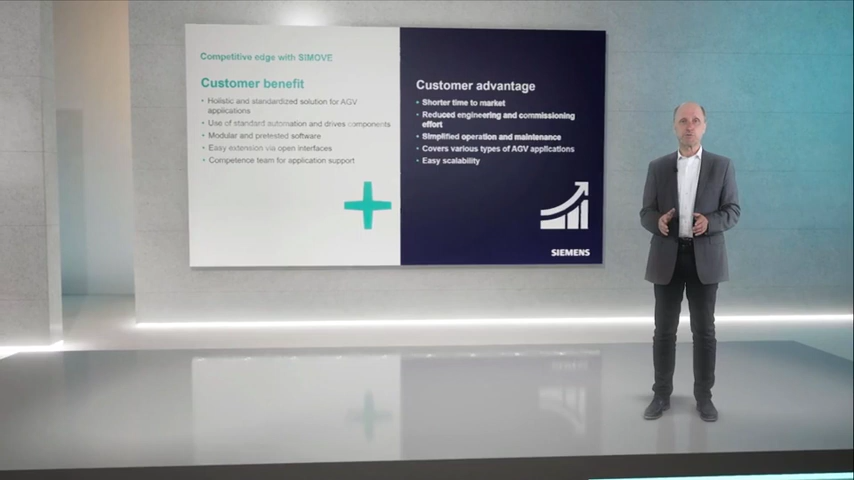 Competitive edge with SIMOVE
Customer benefit
• Holistic and standardized solution for AGV
applications
• Use of standard automation and drives components
• Modular and pretested software
• Easy extension via open interfaces
• Competence team for application support
Customer advantage
• Shorter time to market
• Reduced engineering and commissioning
effort
• Simplified operation and maintenance
• Covers various types of AGV applications
• Easy scalability
SIEMENS